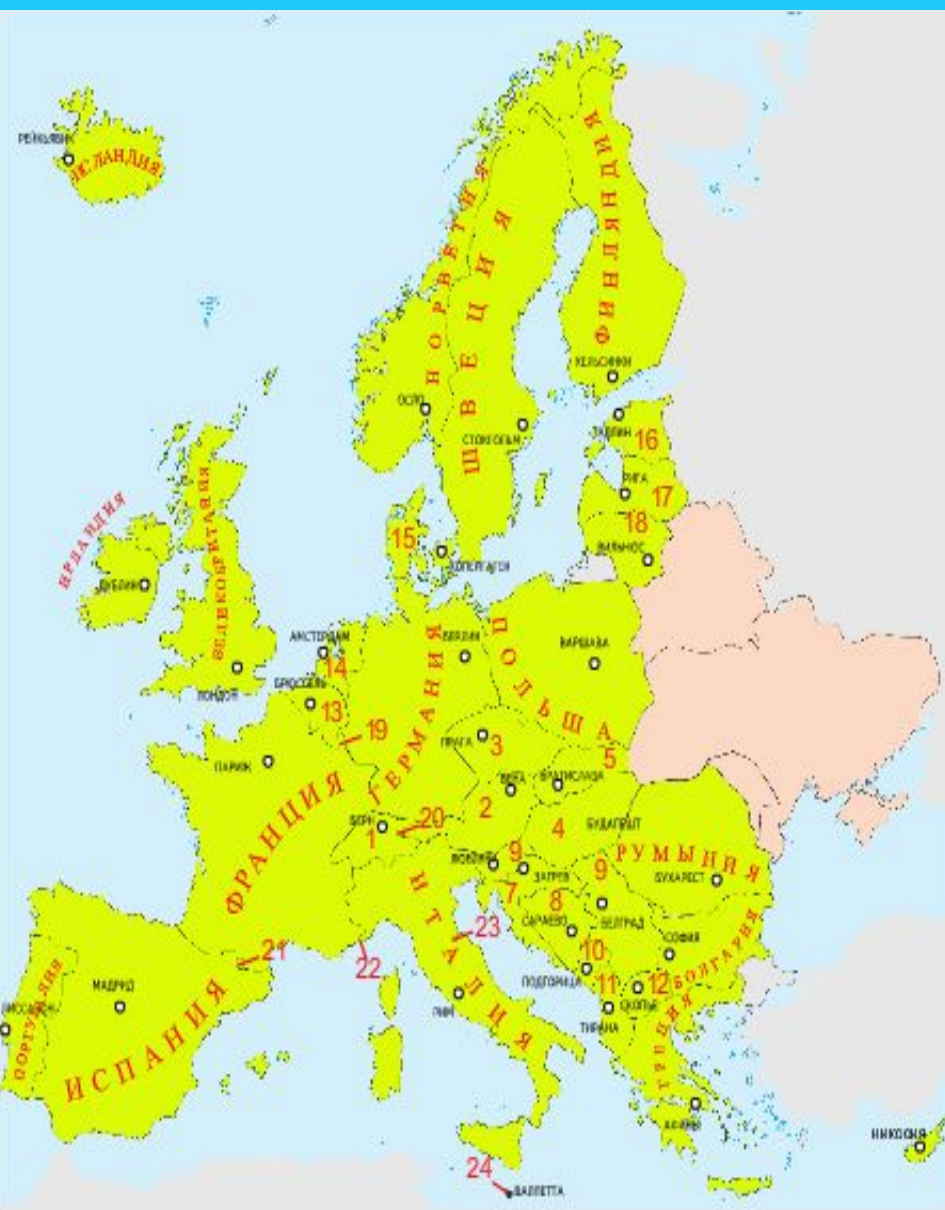 РЕЙКЬЯВИК
ИСЛАНДИЯ
НОРВЕГИЯ
ШВЕЦИЯ
ФИНЛЯНДИЯ
ХЕЛЬСИНКИ
ОСЛО
СТОКГОЛЬМ
ТАЛЛИН
16
РИГА
17
18
ВИЛЬНЮС
ИРЛАНДИЯ
ДУБЛИН
ВЕЛИКОБРИТАНИЯ
ЛОНДОН
15
КОПЕНГАГЕН
АМСТЕРДАМ
14
БРЮССЕЛЬ
13
19
ГЕРМАНИЯ
БЕРЛИН
ПОЛЬША
ВАРШАВА
ПРАГА
3
5
ПАРИЖ
ФРАНЦИЯ
ВЕНА
БРАТИСЛАВА
2
БЕРН
1
20
4
БУДАПЕШТ
9
ЗАГРЕБ
7
8
9
РУМЫНИЯ
БУХАРЕСТ
САРАЕВО
БЕЛГРАД
10
СОФИЯ
БОЛГАРИЯ
ПОДГОРИЦА
11
12
СКОПЬЕ
ТИРАНА
ГРЕЦИЯ
АФИНЫ
ИТАЛИЯ
23
РИМ
22
21
ИСПАНИЯ
МАДРИД
ПОРТУГАЛИЯ
24
ВАЛЛЕТТА
НИКОСИЯ